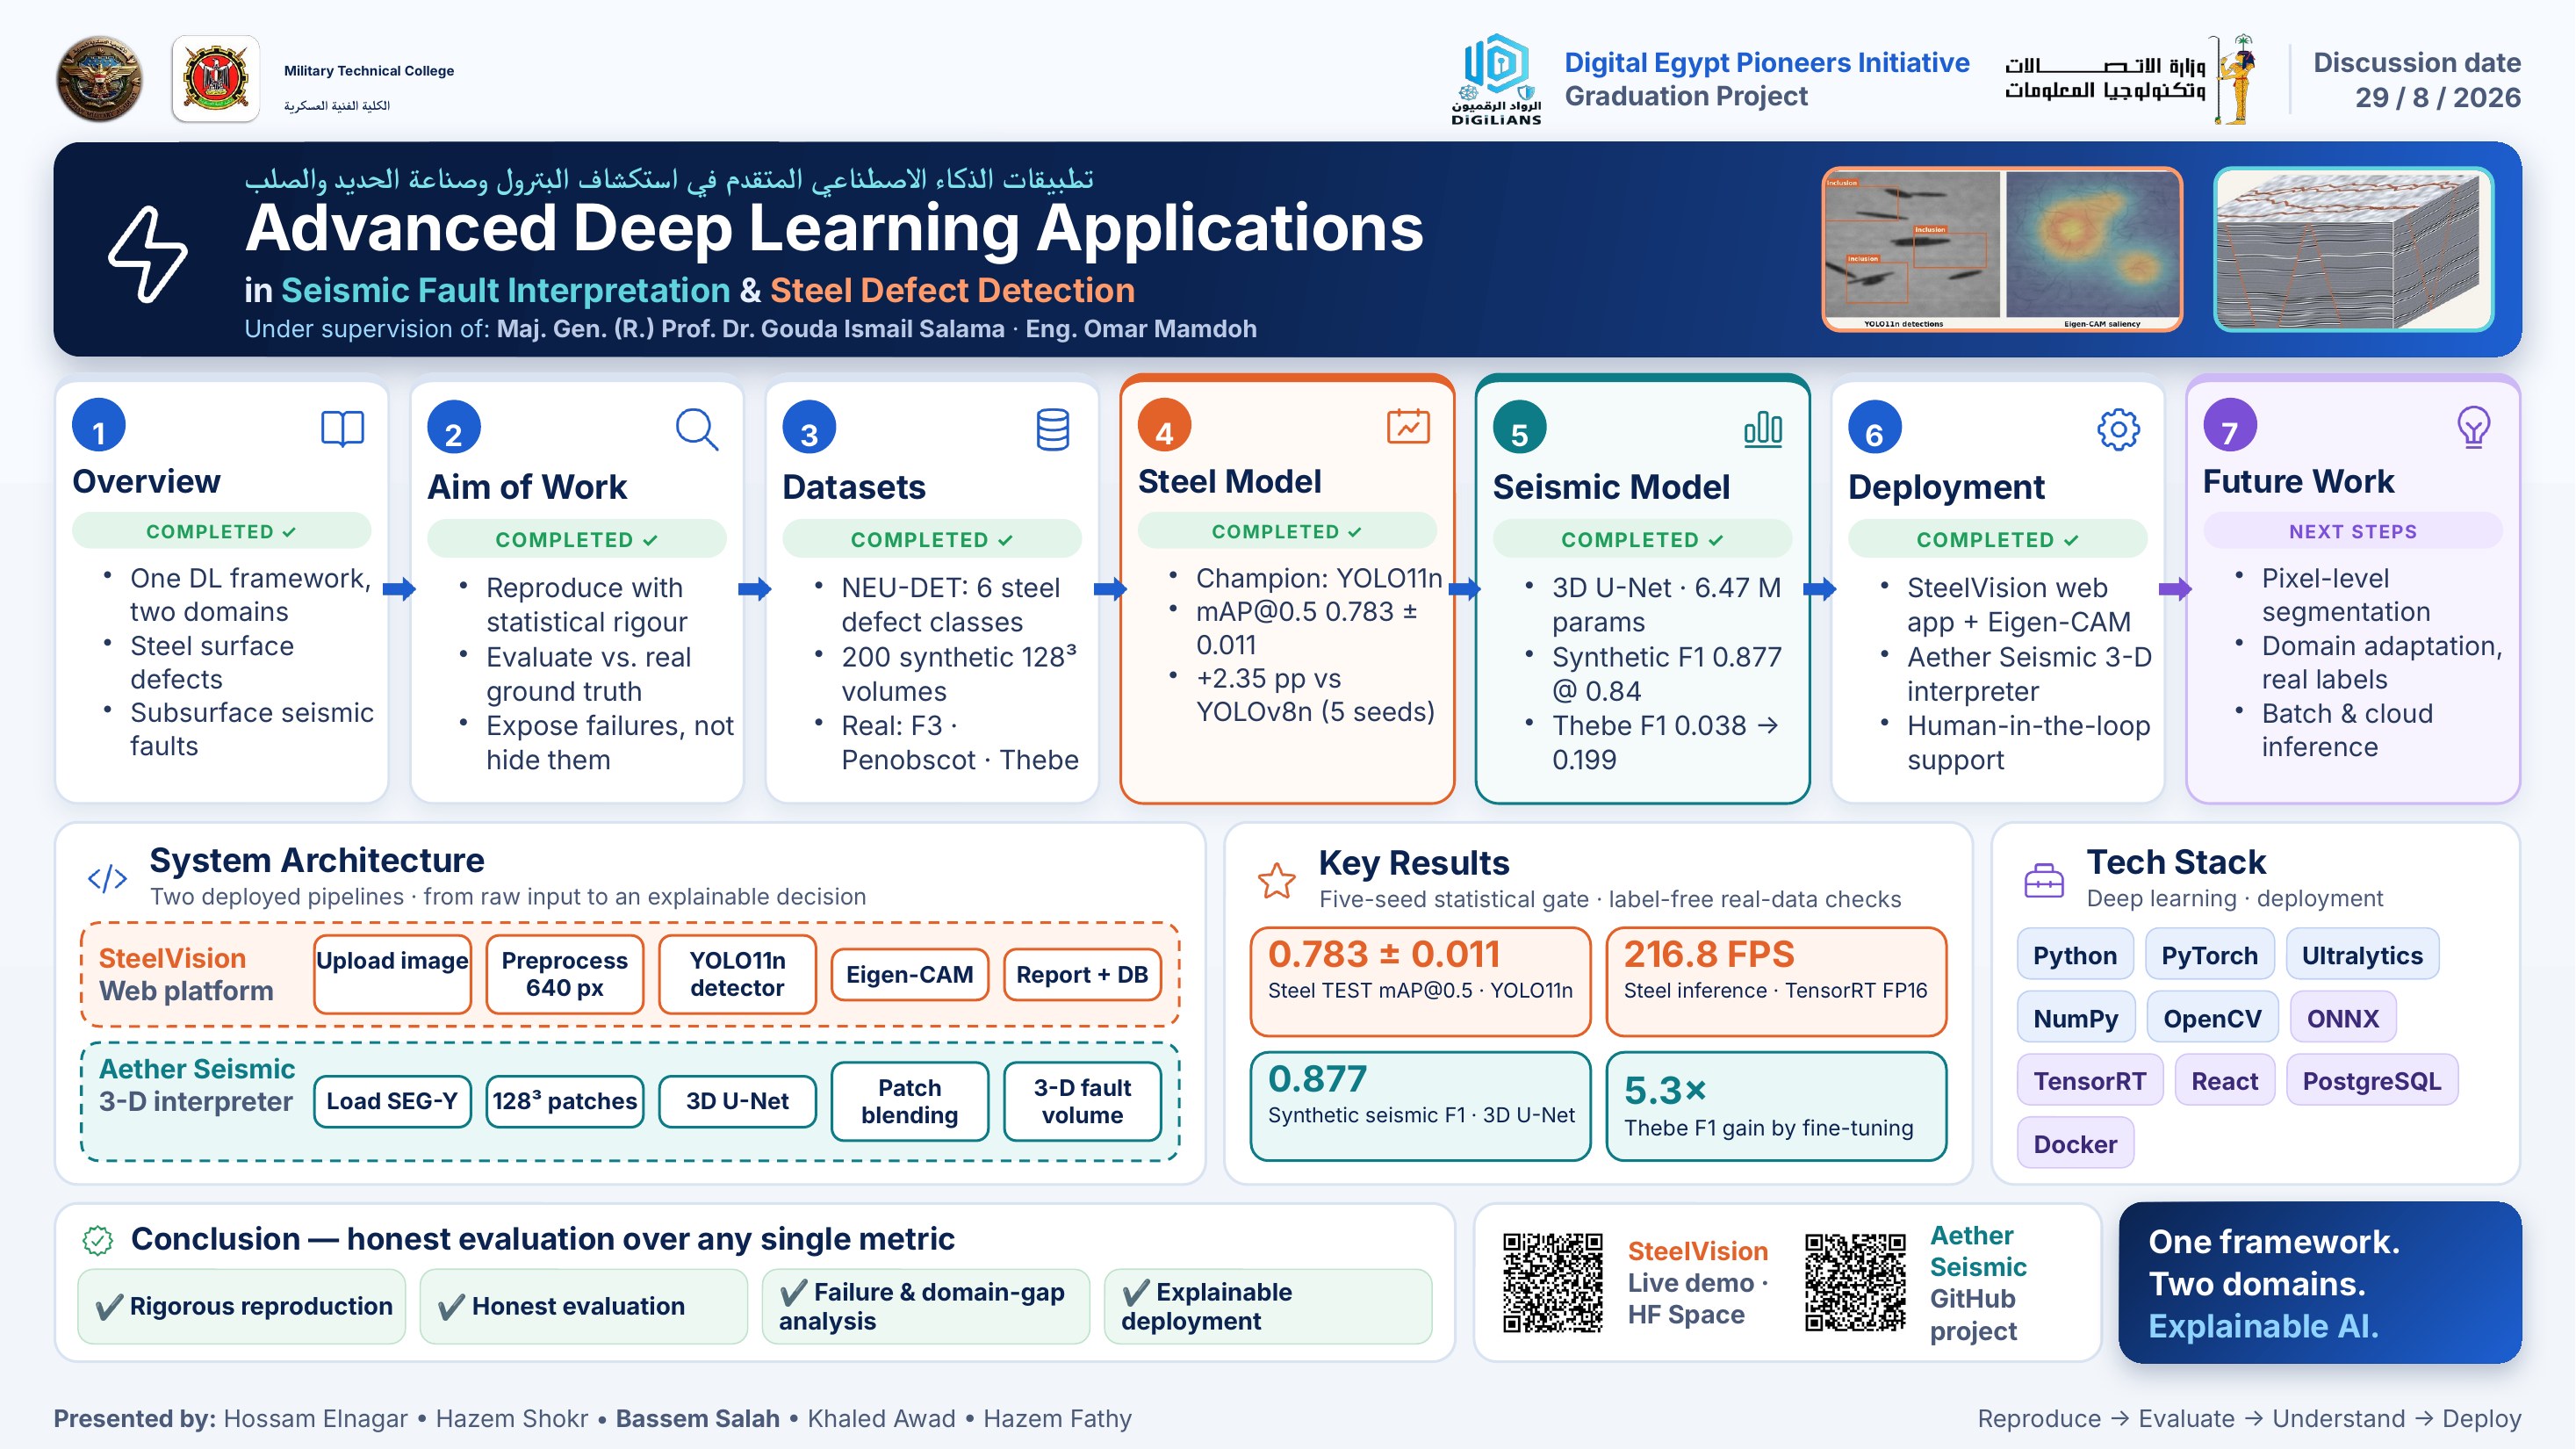 Military Technical College
الكلية الفنية العسكرية
الرواد الرقميون
DiGiLiANS
Digital Egypt Pioneers Initiative
Graduation Project
وزارة الاتـصـالات
وتكنولوجيا المعلومات
Discussion date
29 / 8 / 2026
تطبيقات الذكاء الاصطناعي المتقدم في استكشاف البترول وصناعة الحديد والصلب
Advanced Deep Learning Applications
in Seismic Fault Interpretation & Steel Defect Detection
Under supervision of: Maj. Gen. (R.) Prof. Dr. Gouda Ismail Salama · Eng. Omar Mamdoh
Inclusion
Inclusion
Inclusion
YOLO11n detections
Eigen-CAM saliency
1
Overview
COMPLETED ✓
• One DL framework,
two domains
• Steel surface
defects
• Subsurface seismic
faults
2
Aim of Work
COMPLETED ✓
• Reproduce with
statistical rigour
• Evaluate vs. real
ground truth
• Expose failures, not
hide them
3
Datasets
COMPLETED ✓
• NEU-DET: 6 steel
defect classes
• 200 synthetic 128³
volumes
• Real: F3 ·
Penobscot · Thebe
4
Steel Model
COMPLETED ✓
• Champion: YOLO11n
• mAP@0.5 0.783 ±
0.011
• +2.35 pp vs
YOLOv8n (5 seeds)
5
Seismic Model
COMPLETED ✓
• 3D U-Net · 6.47 M
params
• Synthetic F1 0.877
@ 0.84
• Thebe F1 0.038 →
0.199
6
Deployment
COMPLETED ✓
• SteelVision web
app + Eigen-CAM
• Aether Seismic 3-D
interpreter
• Human-in-the-loop
support
7
Future Work
NEXT STEPS
• Pixel-level
segmentation
• Domain adaptation,
real labels
• Batch & cloud
inference
System Architecture
Two deployed pipelines · from raw input to an explainable decision
SteelVision
Web platform
Upload image
Preprocess
640 px
YOLO11n
detector
Eigen-CAM
Report + DB
Aether Seismic
3-D interpreter
Load SEG-Y
128³ patches
3D U-Net
Patch
blending
3-D fault
volume
Key Results
Five-seed statistical gate · label-free real-data checks
0.783 ± 0.011
Steel TEST mAP@0.5 · YOLO11n
216.8 FPS
Steel inference · TensorRT FP16
0.877
Synthetic seismic F1 · 3D U-Net
5.3×
Thebe F1 gain by fine-tuning
Tech Stack
Deep learning · deployment
Python
PyTorch
Ultralytics
NumPy
OpenCV
ONNX
TensorRT
React
PostgreSQL
Docker
Conclusion — honest evaluation over any single metric
✔ Rigorous reproduction
✔ Honest evaluation
✔ Failure & domain-gap
analysis
✔ Explainable
deployment
SteelVision
Live demo ·
HF Space
Aether
Seismic
GitHub
project
One framework.
Two domains.
Explainable AI.
Presented by: Hossam Elnagar • Hazem Shokr • Bassem Salah • Khaled Awad • Hazem Fathy
Reproduce → Evaluate → Understand → Deploy